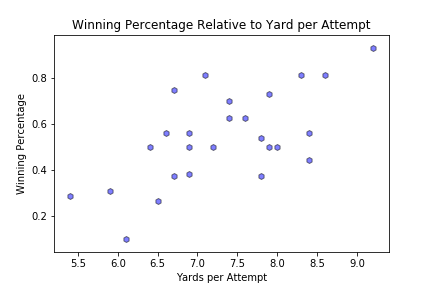 Winning Percentage Relative to Yard per Attempt
Winning Percentage
0.8
0.6
0.4
0.2
5.5 6.0 6.5 7.0 7.5 8.0 8.5 9.0
Yards per Attempt